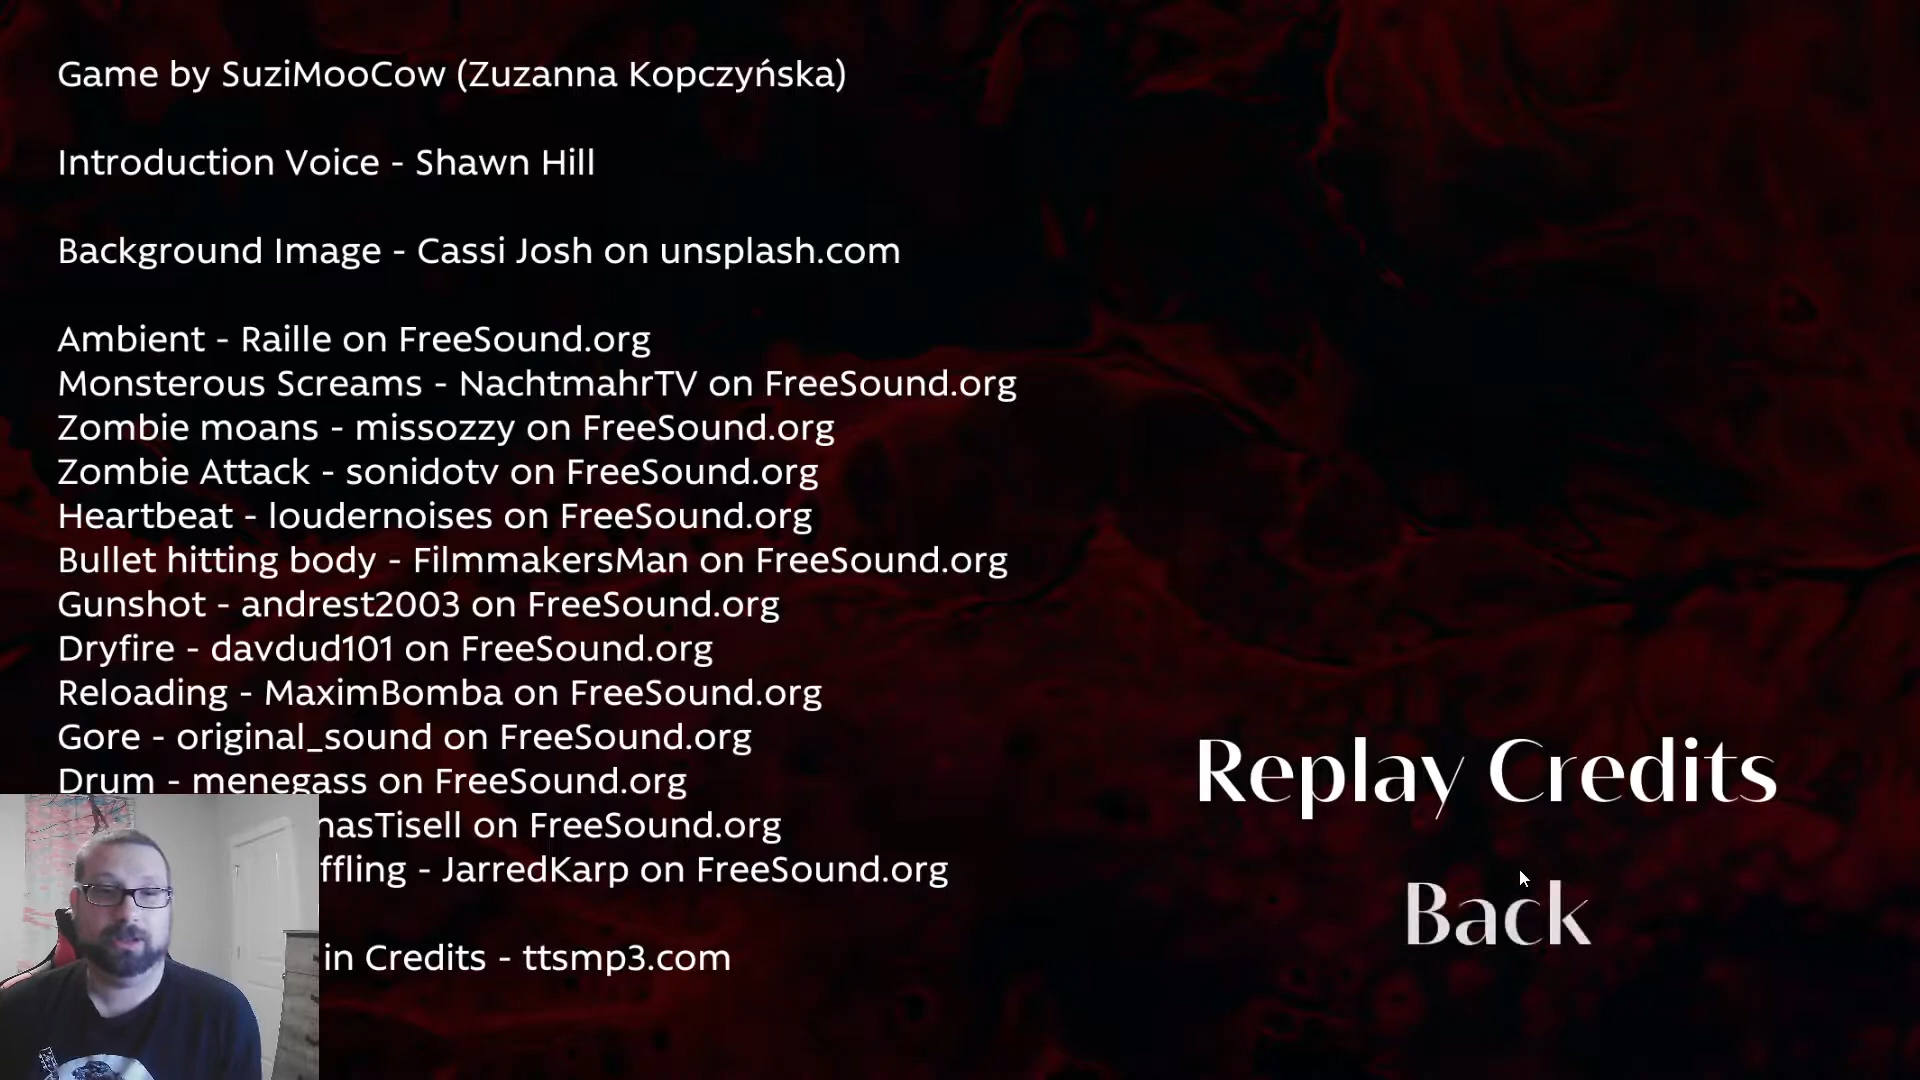 Game by SuziMooCow (Zuzanna Kopczyńska)
Introduction Voice - Shawn Hill
Background Image - Cassi Josh on unsplash.com
Ambient - Raille on FreeSound.org
Monsterous Screams - NachtmahrTV on FreeSound.org
Zombie moans - missozzy on FreeSound.org
Zombie Attack - sonidotv on FreeSound.org
Heartbeat - loudernoises on FreeSound.org
Bullet hitting body - FilmmakersMan on FreeSound.org
Gunshot - andrest2003 on FreeSound.org
Dryfire - davdud101 on FreeSound.org
Reloading - MaximBomba on FreeSound.org
Gore - original_sound on FreeSound.org
Drum - menegass on FreeSound.org
nasTisell on FreeSound.org
ffling - JarredKarp on FreeSound.org
in Credits - ttsmp3.com
Replay Credits
Back